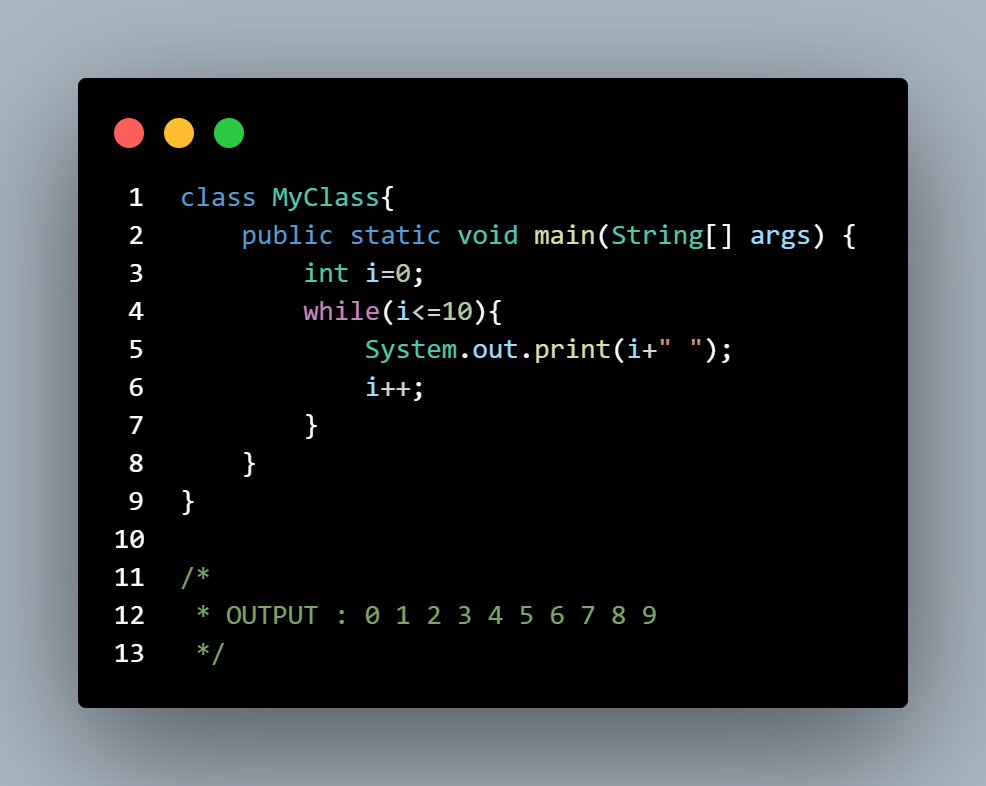 1 class MyClass{
2     public static void main(String[] args) {
3         int i=0;
4         while(i<=10){
5             System.out.print(i+" ");
6             i++;
7         }
8     }
9 }
10
11 /*
12  * OUTPUT : 0 1 2 3 4 5 6 7 8 9
13  */